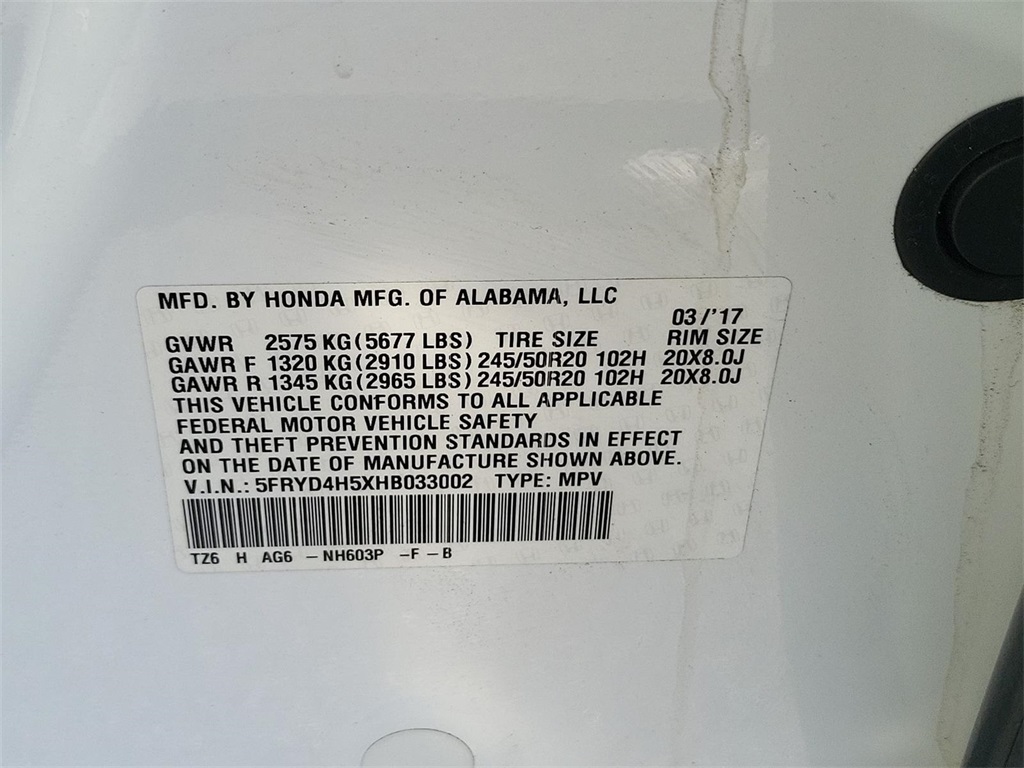 MFD. BY HONDA MFG. OF ALABAMA, LLC
03/'17
GVWR 2575 KG (5677 LBS) TIRE SIZE RIM SIZE
GAWR F 1320 KG (2910 LBS) 245/50R20 102H 20X8.0J
GAWR R 1345 KG (2965 LBS) 245/50R20 102H 20X8.0J
THIS VEHICLE CONFORMS TO ALL APPLICABLE
FEDERAL MOTOR VEHICLE SAFETY
AND THEFT PREVENTION STANDARDS IN EFFECT
ON THE DATE OF MANUFACTURE SHOWN ABOVE.
V.I.N.: 5FRYD4H5XHB033002 TYPE: MPV
TZ6 H AG6 -NH603P -F-B